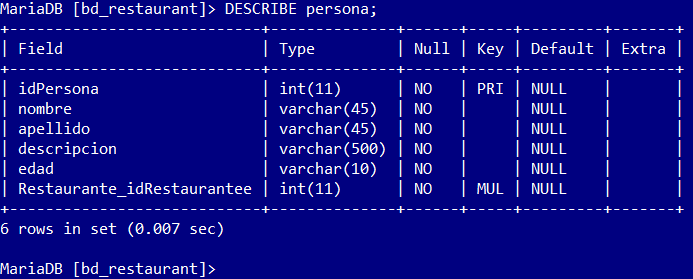 MariaDB [bd_restaurant]> DESCRIBE persona;
+--------------------------+--------------+------+-----+---------+-------+
| Field                    | Type         | Null | Key | Default | Extra |
+--------------------------+--------------+------+-----+---------+-------+
| idPersona                | int(11)      | NO   | PRI | NULL    |       |
| nombre                   | varchar(45)  | NO   |     | NULL    |       |
| apellido                 | varchar(45)  | NO   |     | NULL    |       |
| descripcion              | varchar(500) | NO   |     | NULL    |       |
| edad                     | varchar(10)  | NO   |     | NULL    |       |
| Restaurante_idRestaurantee | int(11)      | NO   | MUL | NULL    |       |
+--------------------------+--------------+------+-----+---------+-------+
6 rows in set (0.007 sec)
MariaDB [bd_restaurant]>